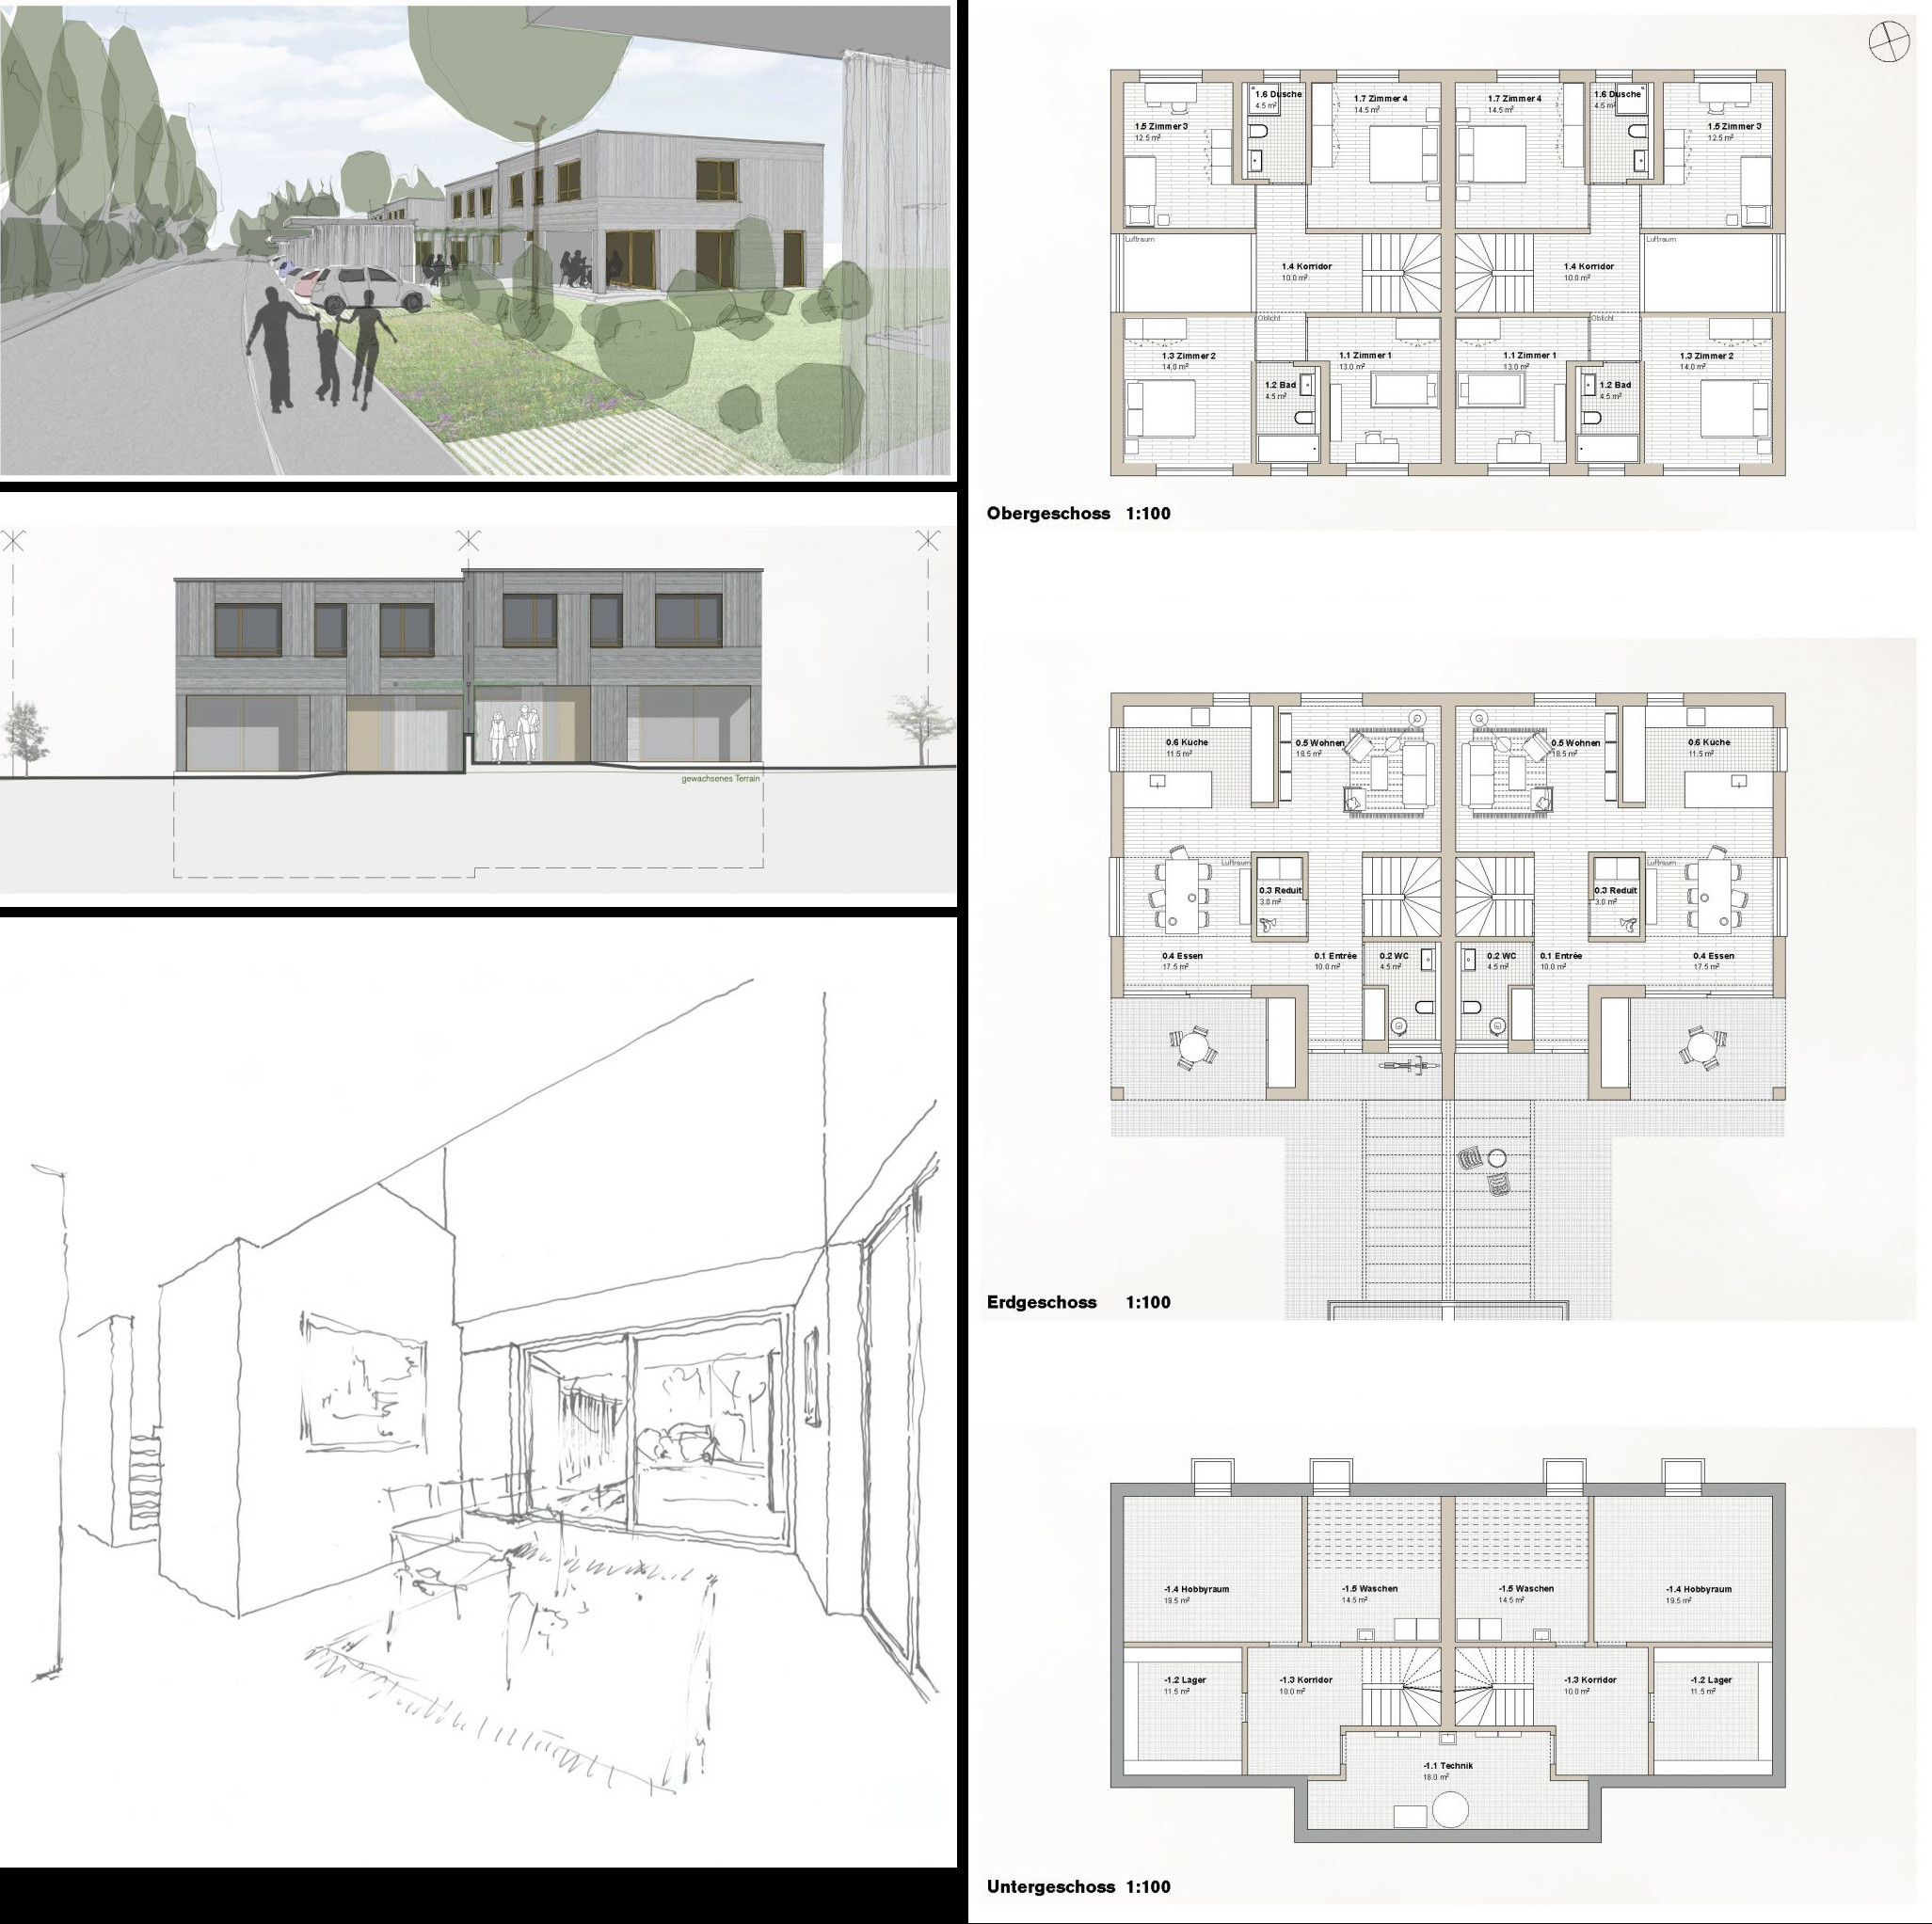 gewachsenes Terrain
1.5 Zimmer 3
12.5 m²
1.6 Dusche
4.5 m²
1.7 Zimmer 4
14.5 m²
1.7 Zimmer 4
14.5 m²
1.6 Dusche
4.5 m²
1.5 Zimmer 3
12.5 m²
Luftraum
1.4 Korridor
10.0 m²
1.4 Korridor
10.0 m²
Luftraum
Oblicht
Oblicht
1.3 Zimmer 2
14.0 m²
1.2 Bad
4.5 m²
1.1 Zimmer 1
13.0 m²
1.1 Zimmer 1
13.0 m²
1.2 Bad
4.5 m²
1.3 Zimmer 2
14.0 m²
Obergeschoss 1:100
0.6 Küche
11.5 m²
0.5 Wohnen
18.5 m²
0.5 Wohnen
18.5 m²
0.6 Küche
11.5 m²
Luftraum
0.3 Reduit
3.0 m²
0.3 Reduit
3.0 m²
Luftraum
0.4 Essen
17.5 m²
0.1 Entrée
10.0 m²
0.2 WC
4.5 m²
0.2 WC
4.5 m²
0.1 Entrée
10.0 m²
0.4 Essen
17.5 m²
Erdgeschoss 1:100
-1.4 Hobbyraum
19.5 m²
-1.5 Waschen
14.5 m²
-1.5 Waschen
14.5 m²
-1.4 Hobbyraum
19.5 m²
-1.2 Lager
11.5 m²
-1.3 Korridor
10.0 m²
-1.3 Korridor
10.0 m²
-1.2 Lager
11.5 m²
-1.1 Technik
18.0 m²
Untergeschoss 1:100